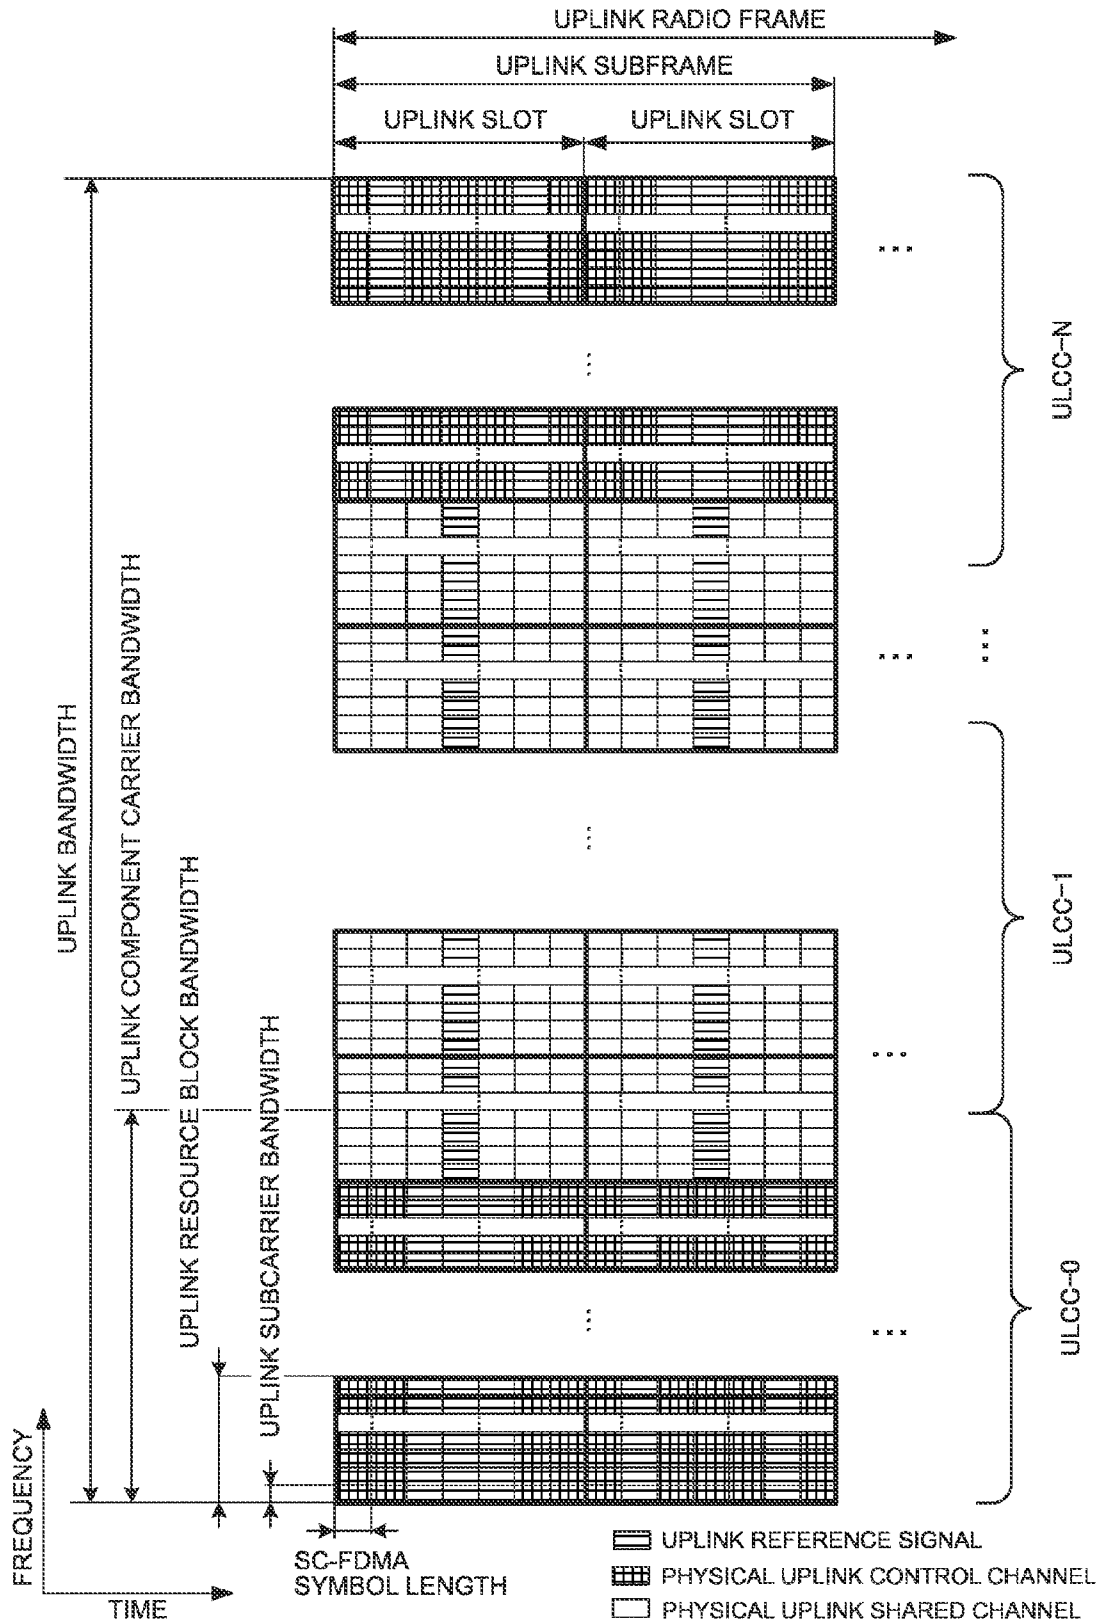 UPLINK RADIO FRAME
UPLINK SUBFRAME
UPLINK SLOT
UPLINK SLOT
UPLINK BANDWIDTH
UPLINK COMPONENT CARRIER BANDWIDTH
UPLINK RESOURCE BLOCK BANDWIDTH
UPLINK SUBCARRIER BANDWIDTH
ULCC-N
ULCC-1
ULCC-0
FREQUENCY
TIME
SC-FDMA
SYMBOL LENGTH
UPLINK REFERENCE SIGNAL
PHYSICAL UPLINK CONTROL CHANNEL
PHYSICAL UPLINK SHARED CHANNEL